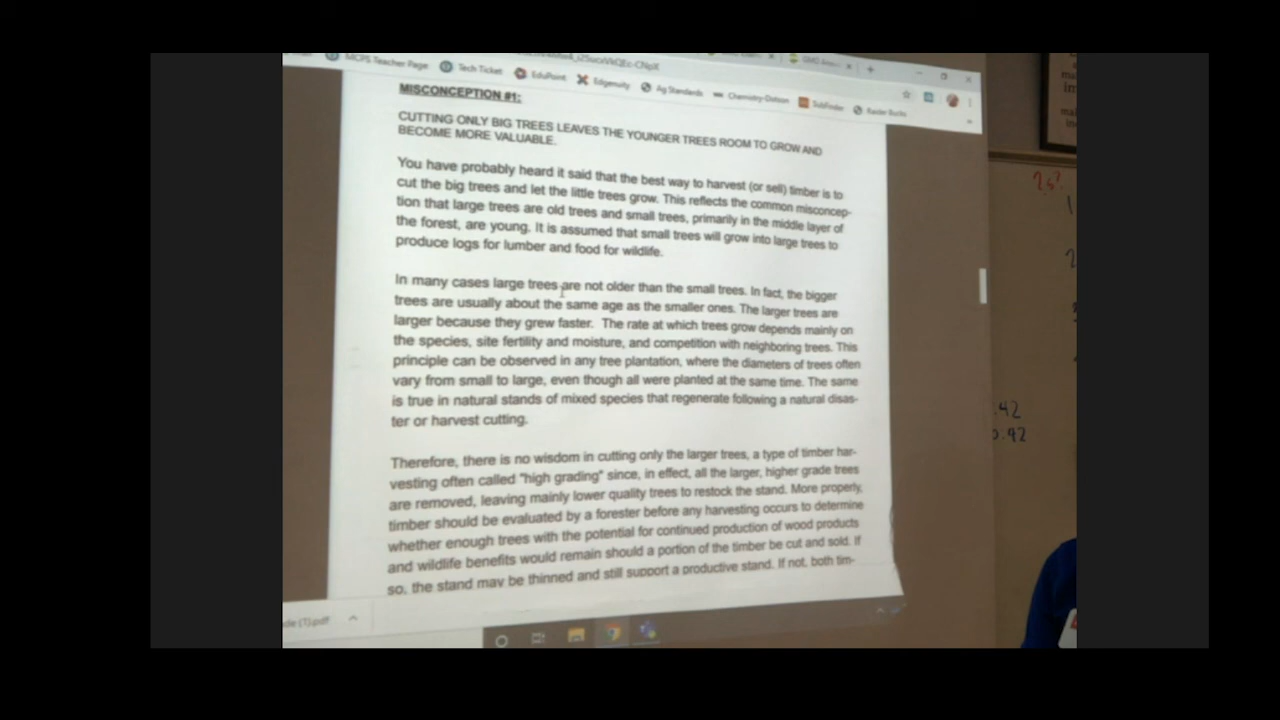 MCPS Teacher Page Tech Ticket EduPoint Edgenuity Ag Standards Chemistry-Dotson SubFinder Raider Bucks
MISCONCEPTION #1:
CUTTING ONLY BIG TREES LEAVES THE YOUNGER TREES ROOM TO GROW AND
BECOME MORE VALUABLE.
You have probably heard it said that the best way to harvest (or sell) timber is to
cut the big trees and let the little trees grow. This reflects the common misconcep-
tion that large trees are old trees and small trees, primarily in the middle layer of
the forest, are young. It is assumed that small trees will grow into large trees to
produce logs for lumber and food for wildlife.
In many cases large trees are not older than the small trees. In fact, the bigger
trees are usually about the same age as the smaller ones. The larger trees are
larger because they grew faster. The rate at which trees grow depends mainly on
the species, site fertility and moisture, and competition with neighboring trees. This
principle can be observed in any tree plantation, where the diameters of trees often
vary from small to large, even though all were planted at the same time. The same
is true in natural stands of mixed species that regenerate following a natural disas-
ter or harvest cutting.
Therefore, there is no wisdom in cutting only the larger trees, a type of timber har-
vesting often called "high grading" since, in effect, all the larger, higher grade trees
are removed, leaving mainly lower quality trees to restock the stand. More properly,
timber should be evaluated by a forester before any harvesting occurs to determine
whether enough trees with the potential for continued production of wood products
and wildlife benefits would remain should a portion of the timber be cut and sold. If
so, the stand may be thinned and still support a productive stand. If not, both tim-
.42
0.42